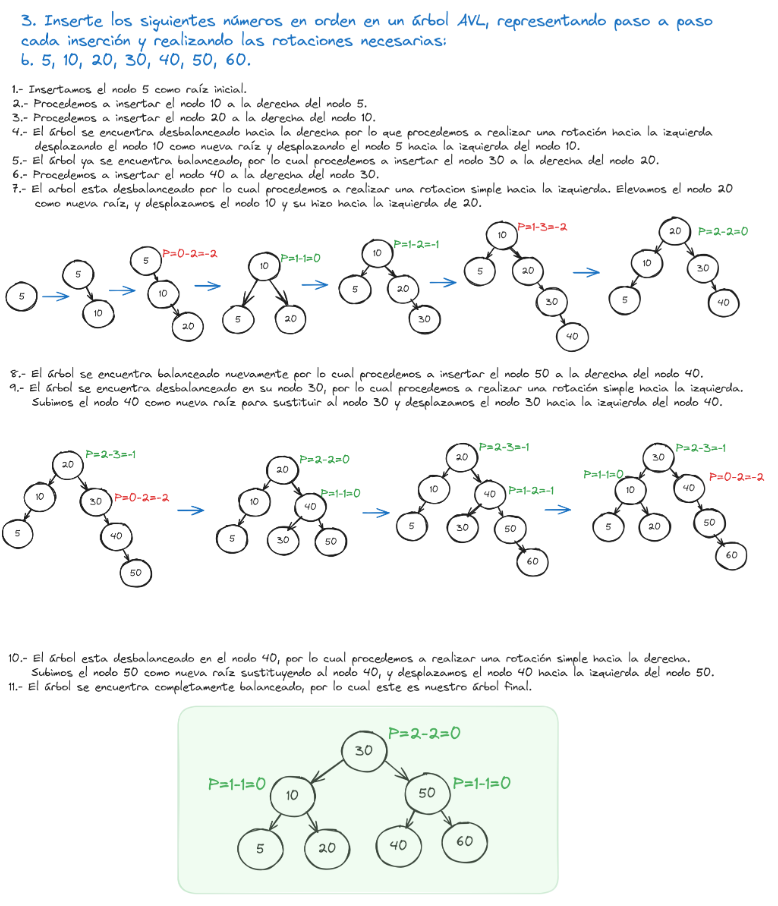 3. Inserte los siguientes números en orden en un árbol AVL, representando paso a paso
cada inserción y realizando las rotaciones necesarias:
b. 5, 10, 20, 30, 40, 50, 60.
1.- Insertamos el nodo 5 como raíz inicial.
2.- Procedemos a insertar el nodo 10 a la derecha del nodo 5.
3.- Procedemos a insertar el nodo 20 a la derecha del nodo 10.
4.- El árbol se encuentra desbalanceado hacia la derecha por lo que procedemos a realizar una rotación hacia la izquierda
desplazando el nodo 10 como nueva raíz y desplazando el nodo 5 hacia la izquierda del nodo 10.
5.- El árbol ya se encuentra balanceado, por lo cual procedemos a insertar el nodo 30 a la derecha del nodo 20.
6.- Procedemos a insertar el nodo 40 a la derecha del nodo 30.
7.- El arbol esta desbalanceado por lo cual procedemos a realizar una rotacion simple hacia la izquierda. Elevamos el nodo 20
como nueva raíz, y desplazamos el nodo 10 y su hizo hacia la izquierda de 20.
5
5
10
5
P=0-2=-2
10
20
10
P=1-1=0
5
20
10
P=1-2=-1
5
20
30
10
P=1-3=-2
5
20
30
40
20
P=2-2=0
10
30
5
40
8.- El árbol se encuentra balanceado nuevamente por lo cual procedemos a insertar el nodo 50 a la derecha del nodo 40.
9.- El árbol se encuentra desbalanceado en su nodo 30, por lo cual procedemos a realizar una rotación simple hacia la izquierda.
Subimos el nodo 40 como nueva raíz para sustituir al nodo 30 y desplazamos el nodo 30 hacia la izquierda del nodo 40.
20
P=2-3=-1
10
30
P=0-2=-2
5
40
50
20
P=2-2=0
10
40
P=1-1=0
5
30
50
20
P=2-3=-1
10
40
P=1-2=-1
5
30
50
60
30
P=2-3=-1
P=1-1=0
10
40
P=0-2=-2
5
20
50
60
10.- El árbol esta desbalanceado en el nodo 40, por lo cual procedemos a realizar una rotación simple hacia la derecha.
Subimos el nodo 50 como nueva raíz sustituyendo al nodo 40, y desplazamos el nodo 40 hacia la izquierda del nodo 50.
11.- El árbol se encuentra completamente balanceado, por lo cual este es nuestro árbol final.
30
P=2-2=0
P=1-1=0
10
50
P=1-1=0
5
20
40
60